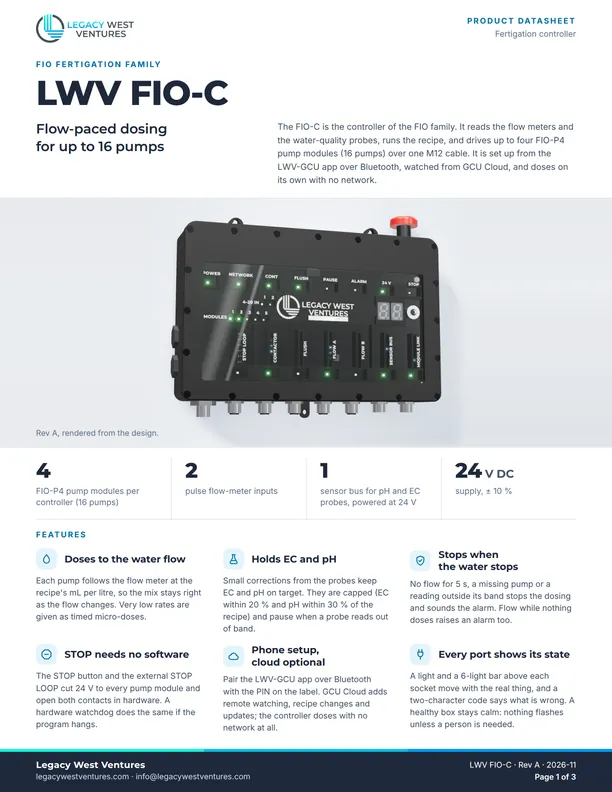 LEGACY WEST
VENTURES
PRODUCT DATASHEET
Fertigation controller
FIO FERTIGATION FAMILY
LWV FIO-C
Flow-paced dosing
for up to 16 pumps
The FIO-C is the controller of the FIO family. It reads the flow meters and
the water-quality probes, runs the recipe, and drives up to four FIO-P4
pump modules (16 pumps) over one M12 cable. It is set up from the
LWV-GCU app over Bluetooth, watched from GCU Cloud, and doses on
its own with no network.
POWER NETWORK CONT FLUSH PAUSE ALARM 24 V STOP
1 2
4-20 IN
1 2 3 4 5
MODULES
LEGACY WEST
VENTURES
88
STOP LOOP
CONTACTOR
FLUSH
FLOW A
FLOW B
SENSOR BUS
MODULE LINK
Rev A, rendered from the design.
4
FIO-P4 pump modules per
controller (16 pumps)
2
pulse flow-meter inputs
1
sensor bus for pH and EC
probes, powered at 24 V
24 V DC
supply, ± 10 %
FEATURES
Doses to the water flow
Each pump follows the flow meter at the
recipe's mL per litre, so the mix stays right
as the flow changes. Very low rates are
given as timed micro-doses.
Holds EC and pH
Small corrections from the probes keep
EC and pH on target. They are capped (EC
within 20 % and pH within 30 % of the
recipe) and pause when a probe reads out
of band.
Stops when
the water stops
No flow for 5 s, a missing pump or a
reading outside its band stops the dosing
and sounds the alarm. Flow while nothing
doses raises an alarm too.
STOP needs no software
The STOP button and the external STOP
LOOP cut 24 V to every pump module and
open both contacts in hardware. A
hardware watchdog does the same if the
program hangs.
Phone setup,
cloud optional
Pair the LWV-GCU app over Bluetooth
with the PIN on the label. GCU Cloud adds
remote watching, recipe changes and
updates; the controller doses with no
network at all.
Every port shows its state
A light and a 6-light bar above each
socket move with the real thing, and a
two-character code says what is wrong. A
healthy box stays calm: nothing flashes
unless a person is needed.
Legacy West Ventures
legacywestventures.com · info@legacywestventures.com
LWV FIO-C · Rev A · 2026-11
Page 1 of 3